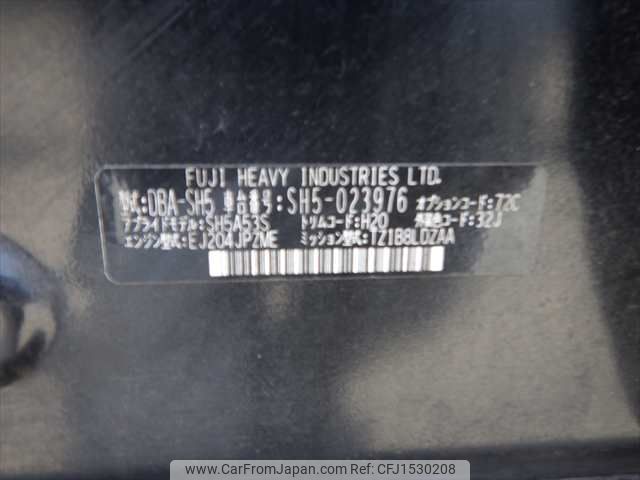 FUJI HEAVY INDUSTRIES LTD.
型式:DBA-SH5 車台番号:SH5-023976 オプションコード:72C
アプライドモデル:SH5A53S トリムコード:H20 外装色コード:32J
エンジン型式:EJ204JPZME ミッション型式:TZ1B8LDZAA
www.CarFromJapan.com - CFJ1530208